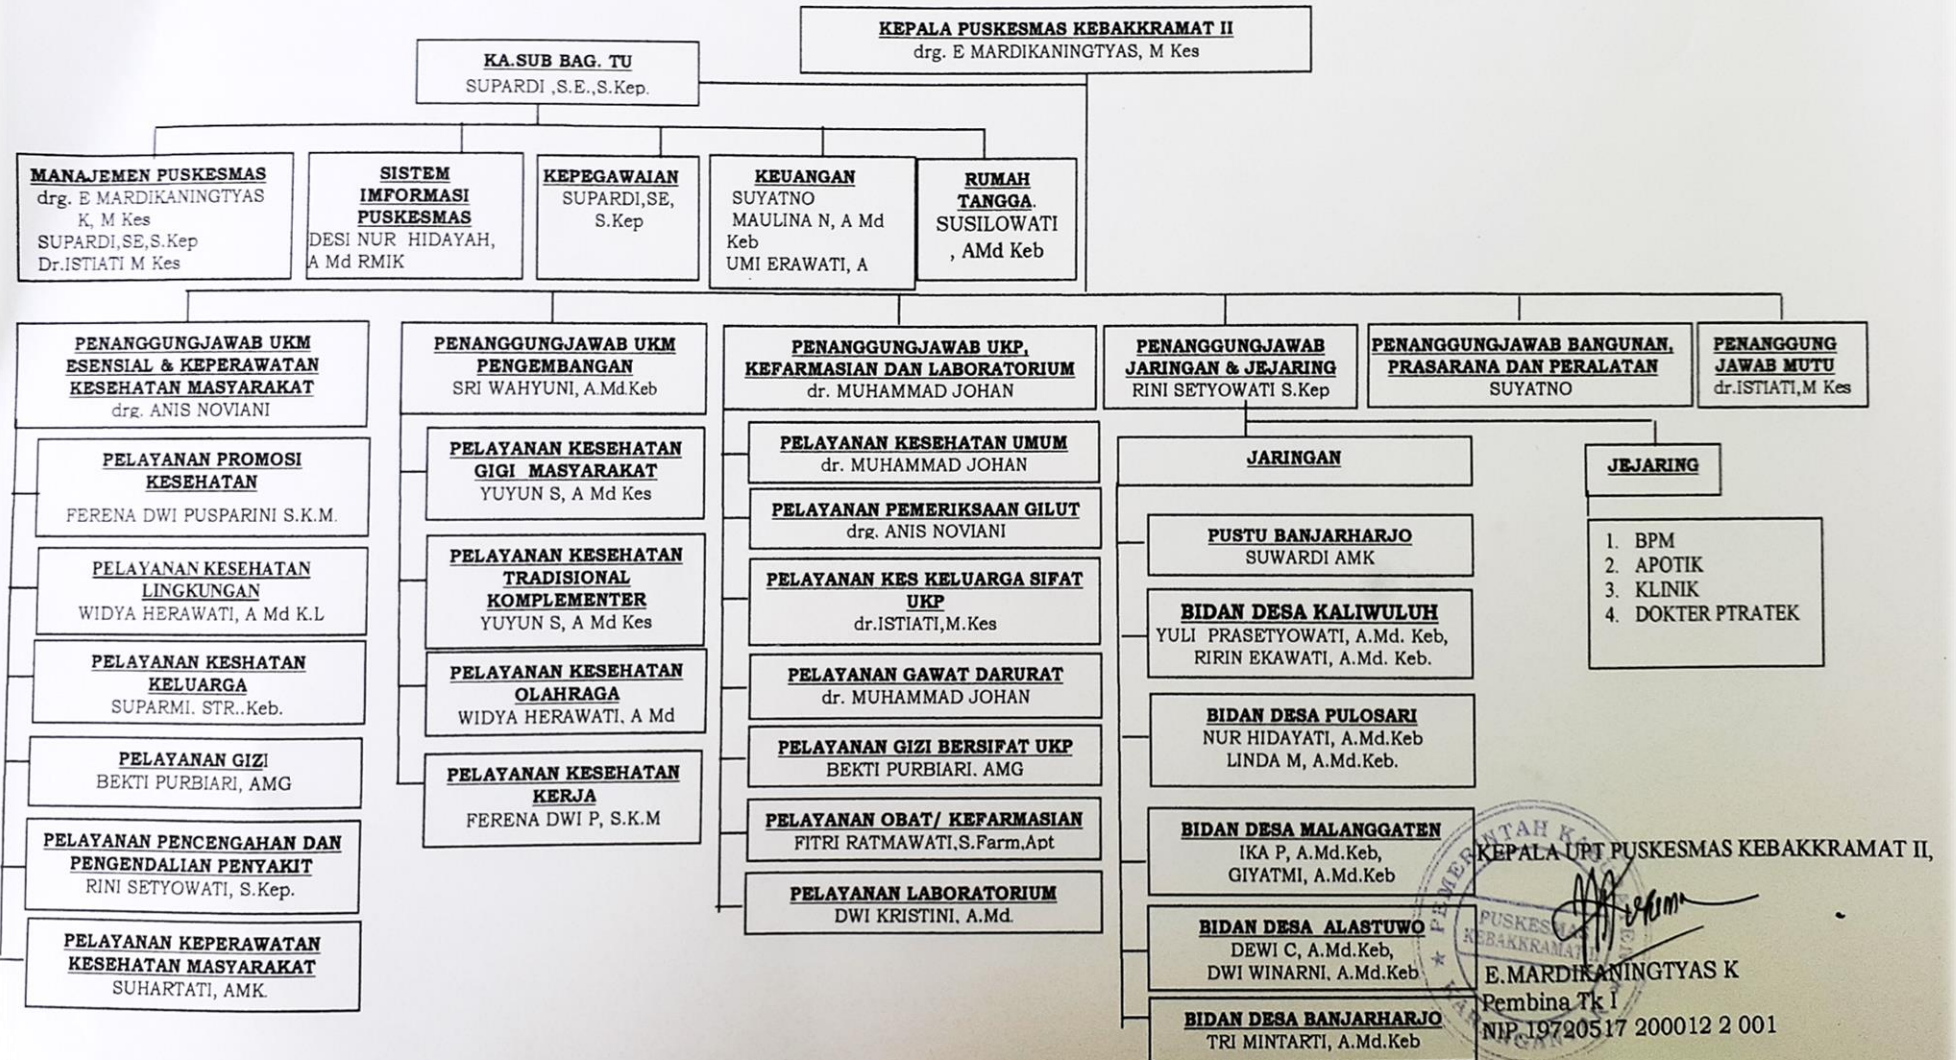 KEPALA PUSKESMAS KEBAKKRAMAT II
drg. E MARDIKANINGTYAS, M Kes
KA.SUB BAG. TU
SUPARDI ,S.E.,S.Kep.
MANAJEMEN PUSKESMAS
drg. E MARDIKANINGTYAS
K, M Kes
SUPARDI,SE,S.Kep
Dr.ISTIATI M Kes
SISTEM
IMFORMASI
PUSKESMAS
DESI NUR HIDAYAH,
A Md RMIK
KEPEGAWAIAN
SUPARDI,SE,
S.Kep
KEUANGAN
SUYATNO
MAULINA N, A Md
Keb
UMI ERAWATI, A
RUMAH
TANGGA.
SUSILOWATI
, AMd Keb
PENANGGUNGJAWAB UKM
ESENSIAL & KEPERAWATAN
KESEHATAN MASYARAKAT
drg. ANIS NOVIANI
PELAYANAN PROMOSI
KESEHATAN
FERENA DWI PUSPARINI S.K.M.
PELAYANAN KESEHATAN
LINGKUNGAN
WIDYA HERAWATI, A Md K.L
PELAYANAN KESHATAN
KELUARGA
SUPARMI. STR..Keb.
PELAYANAN GIZI
BEKTI PURBIARI, AMG
PELAYANAN PENCENGAHAN DAN
PENGENDALIAN PENYAKIT
RINI SETYOWATI, S.Kep.
PELAYANAN KEPERAWATAN
KESEHATAN MASYARAKAT
SUHARTATI, AMK.
PENANGGUNGJAWAB UKM
PENGEMBANGAN
SRI WAHYUNI, A.Md.Keb
PELAYANAN KESEHATAN
GIGI MASYARAKAT
YUYUN S, A Md Kes
PELAYANAN KESEHATAN
TRADISIONAL
KOMPLEMENTER
YUYUN S, A Md Kes
PELAYANAN KESEHATAN
OLAHRAGA
WIDYA HERAWATI. A Md
PELAYANAN KESEHATAN
KERJA
FERENA DWI P, S.K.M
PENANGGUNGJAWAB UKP,
KEFARMASIAN DAN LABORATORIUM
dr. MUHAMMAD JOHAN
PELAYANAN KESEHATAN UMUM
dr. MUHAMMAD JOHAN
PELAYANAN PEMERIKSAAN GILUT
drg. ANIS NOVIANI
PELAYANAN KES KELUARGA SIFAT
UKP
dr.ISTIATI,M.Kes
PELAYANAN GAWAT DARURAT
dr. MUHAMMAD JOHAN
PELAYANAN GIZI BERSIFAT UKP
BEKTI PURBIARI. AMG
PELAYANAN OBAT/ KEFARMASIAN
FITRI RATMAWATI,S.Farm,Apt
PELAYANAN LABORATORIUM
DWI KRISTINI, A.Md.
PENANGGUNGJAWAB
JARINGAN & JEJARING
RINI SETYOWATI S.Kep
JARINGAN
PUSTU BANJARHARJO
SUWARDI AMK
BIDAN DESA KALIWULUH
YULI PRASETYOWATI, A.Md. Keb,
RIRIN EKAWATI, A.Md. Keb.
BIDAN DESA PULOSARI
NUR HIDAYATI, A.Md.Keb
LINDA M, A.Md.Keb.
BIDAN DESA MALANGGATEN
IKA P, A.Md.Keb,
GIYATMI, A.Md.Keb
BIDAN DESA ALASTUWO
DEWI C, A.Md.Keb,
DWI WINARNI, A.Md.Keb
BIDAN DESA BANJARHARJO
TRI MINTARTI, A.Md.Keb
JEJARING
1. BPM
2. APOTIK
3. KLINIK
4. DOKTER PTRATEK
PENANGGUNGJAWAB BANGUNAN,
PRASARANA DAN PERALATAN
SUYATNO
PENANGGUNG
JAWAB MUTU
dr.ISTIATI,M Kes
KEPALA UPT PUSKESMAS KEBAKKRAMAT II,
PEMERINTAH
PUSKESMAS
KEBAKKRAMAT II
E.MARDIKANINGTYAS K
Pembina Tk I
NIP.19720517 200012 2 001